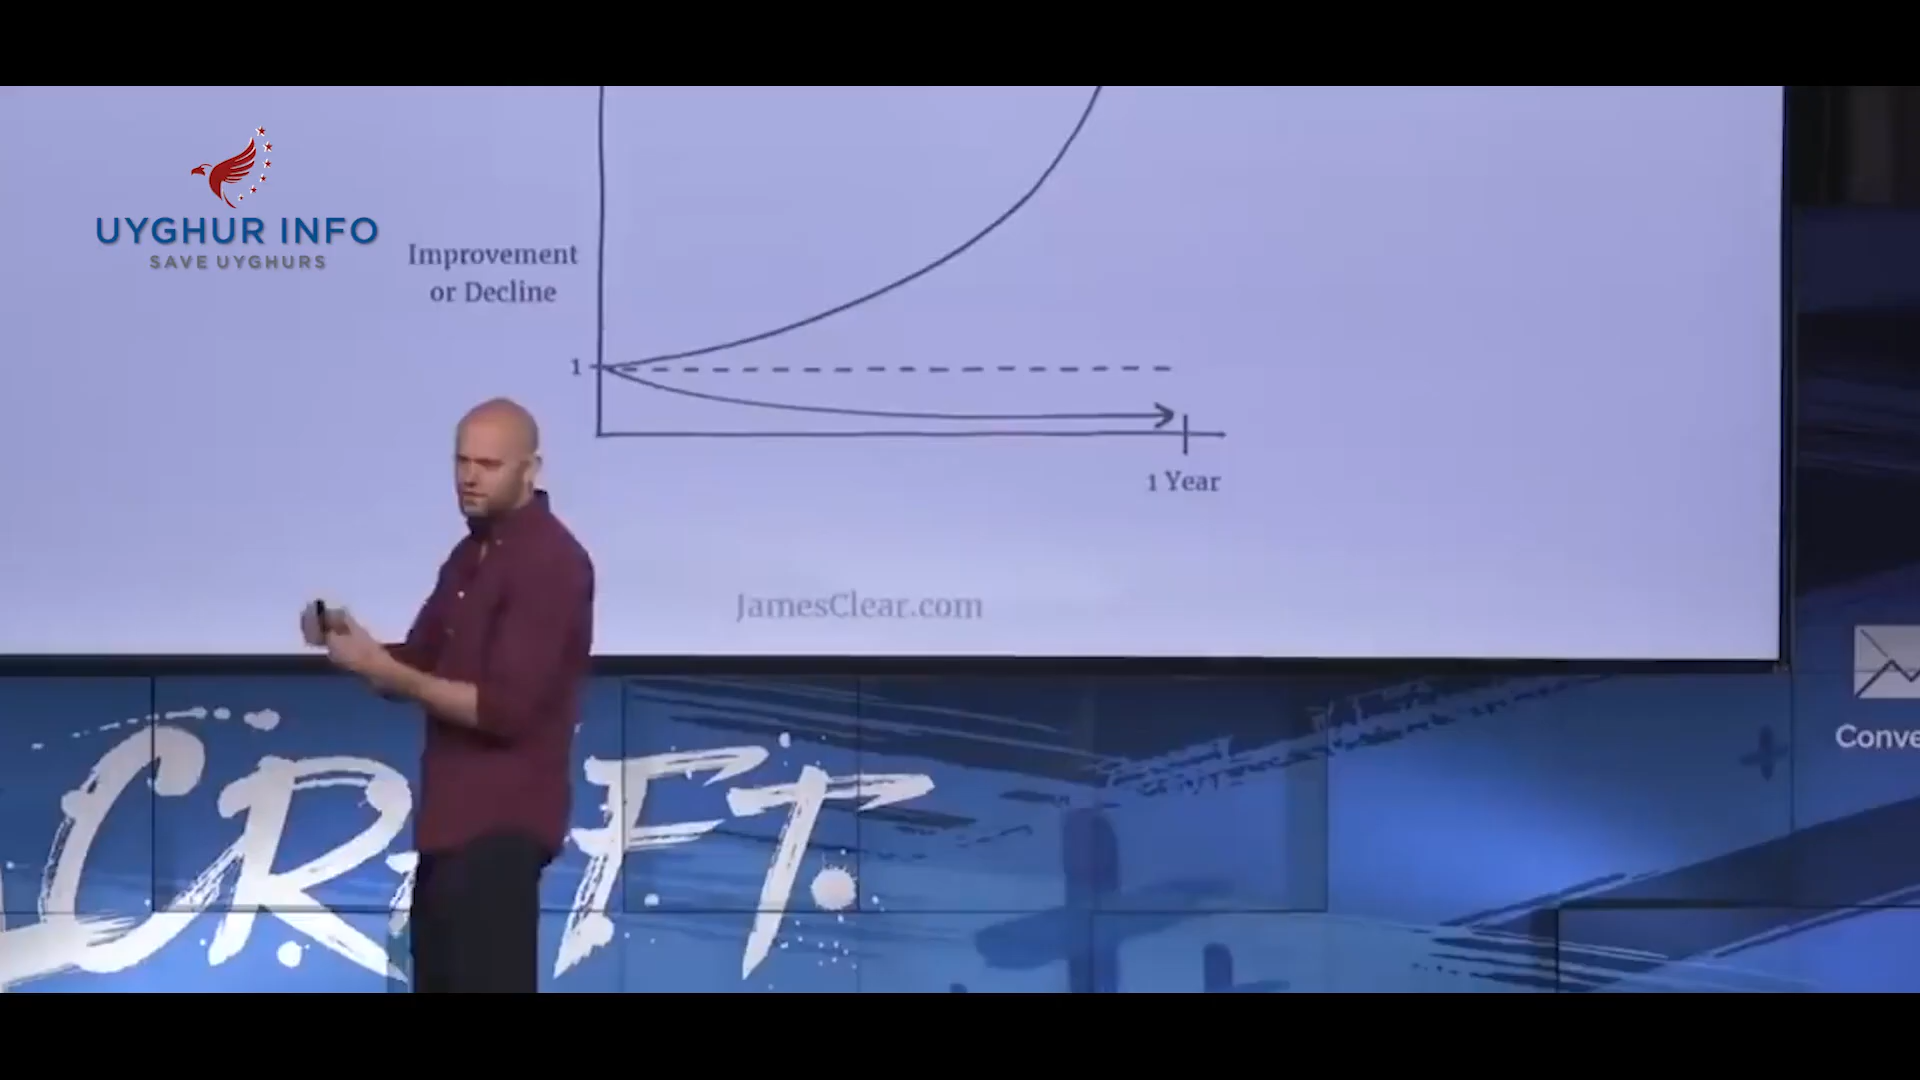 UYGHUR INFO
SAVE UYGHURS
Improvement
or Decline
1
1 Year
JamesClear.com
Conve